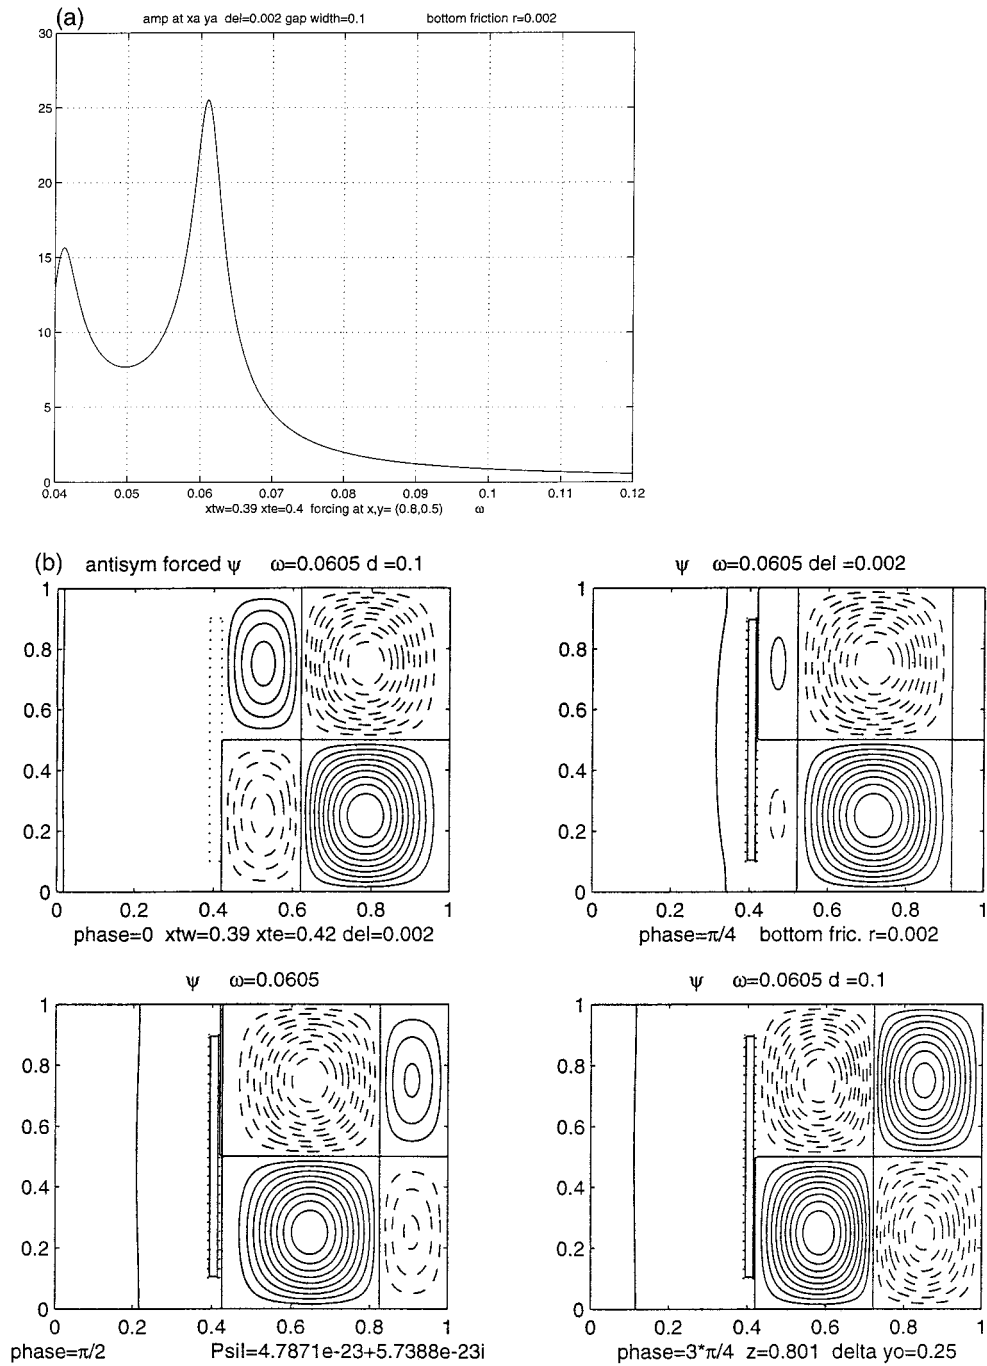 (a)
amp at xa ya del=0.002 gap width=0.1 bottom friction r=0.002
30
25
20
15
10
5
0
0.04 0.05 0.06 0.07 0.08 0.09 0.1 0.11 0.12
xtw=0.39 xte=0.4 forcing at x,y= (0.8,0.5) ω
(b) antisym forced ψ ω=0.0605 d =0.1
1
0.8
0.6
0.4
0.2
0
0 0.2 0.4 0.6 0.8 1
phase=0 xtw=0.39 xte=0.42 del=0.002
ψ ω=0.0605 del =0.002
1
0.8
0.6
0.4
0.2
0
0 0.2 0.4 0.6 0.8 1
phase=π/4 bottom fric. r=0.002
ψ ω=0.0605
1
0.8
0.6
0.4
0.2
0
0 0.2 0.4 0.6 0.8 1
phase=π/2 PsiI=4.7871e-23+5.7388e-23i
ψ ω=0.0605 d =0.1
1
0.8
0.6
0.4
0.2
0
0 0.2 0.4 0.6 0.8 1
phase=3*π/4 z=0.801 delta yo=0.25